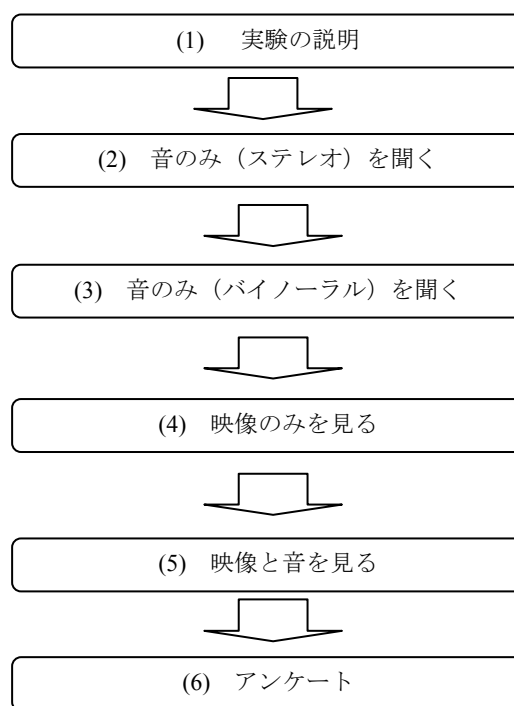 (1) 実験の説明
(2) 音のみ（ステレオ）を聞く
(3) 音のみ（バイノーラル）を聞く
(4) 映像のみを見る
(5) 映像と音を見る
(6) アンケート